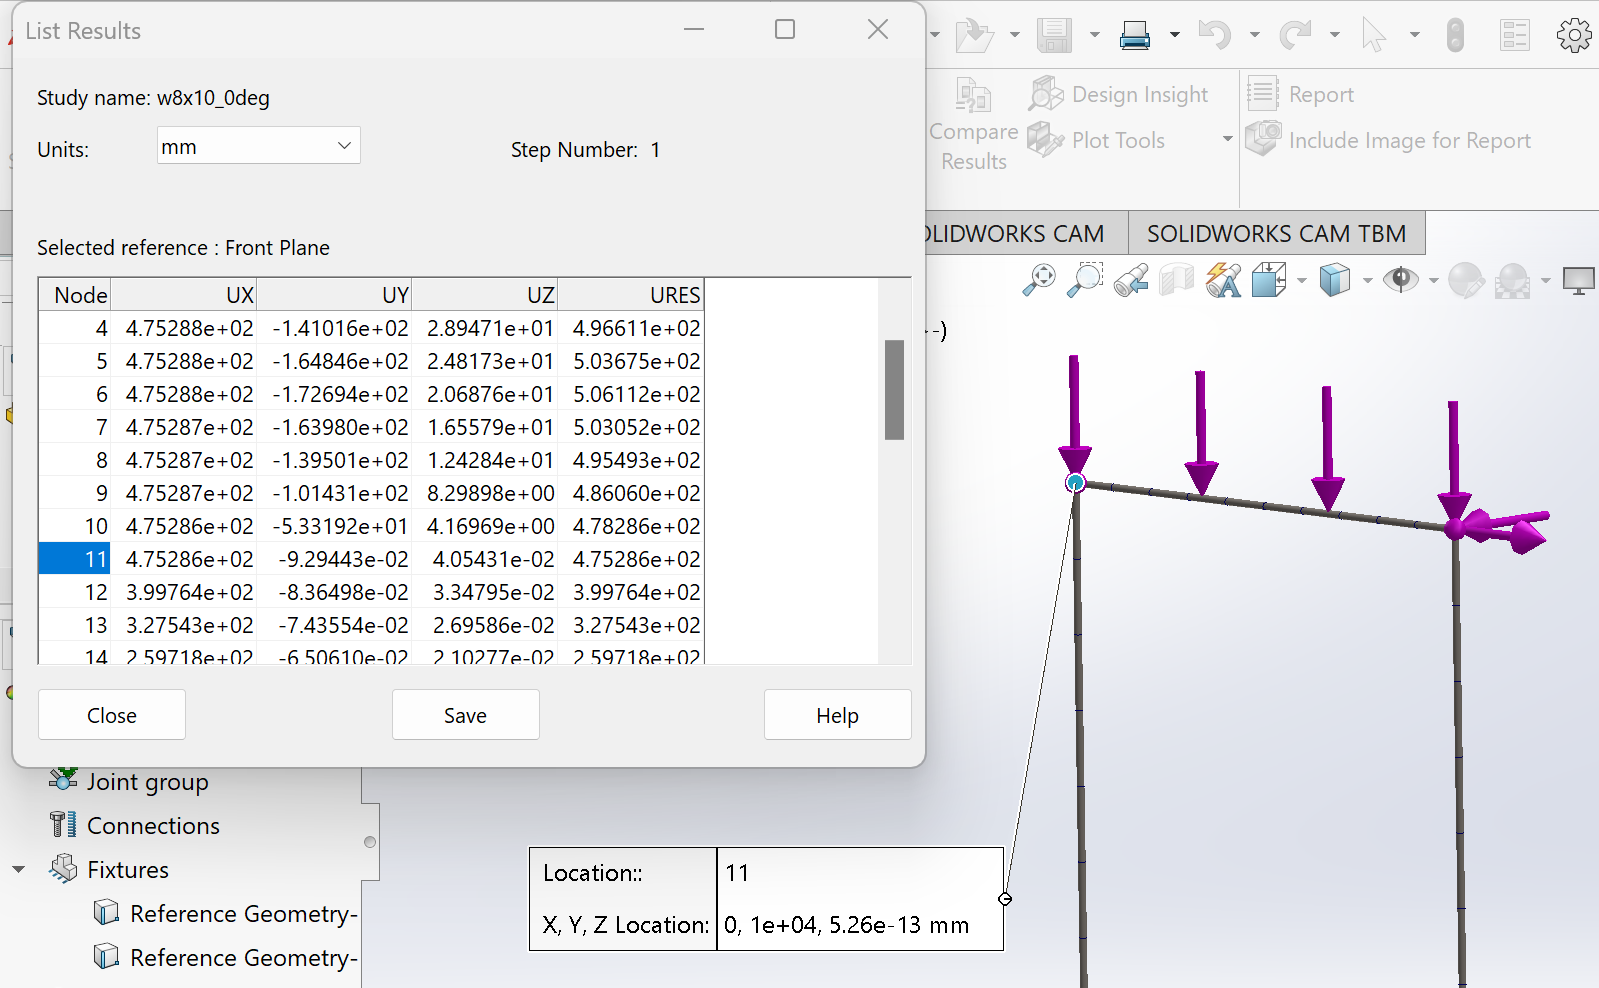 List Results
Study name: w8x10_0deg
Units: mm Step Number: 1
Selected reference : Front Plane
Node UX UY UZ URES
4 4.75288e+02 -1.41016e+02 2.89471e+01 4.96611e+02
5 4.75288e+02 -1.64846e+02 2.48173e+01 5.03675e+02
6 4.75288e+02 -1.72694e+02 2.06876e+01 5.06112e+02
7 4.75287e+02 -1.63980e+02 1.65579e+01 5.03052e+02
8 4.75287e+02 -1.39501e+02 1.24284e+01 4.95493e+02
9 4.75287e+02 -1.01431e+02 8.29898e+00 4.86060e+02
10 4.75286e+02 -5.33192e+01 4.16969e+00 4.78286e+02
11 4.75286e+02 -9.29443e-02 4.05431e-02 4.75286e+02
12 3.99764e+02 -8.36498e-02 3.34795e-02 3.99764e+02
13 3.27543e+02 -7.43554e-02 2.69586e-02 3.27543e+02
14 2.59718e+02 -6.50610e-02 2.10277e-02 2.59718e+02
Close Save Help
Design Insight
Compare
Results
Plot Tools
Report
Include Image for Report
OLIDWORKS CAM SOLIDWORKS CAM TBM
-)
Joint group
Connections
Fixtures
Reference Geometry-
Reference Geometry-
Location:: 11
X, Y, Z Location: 0, 1e+04, 5.26e-13 mm